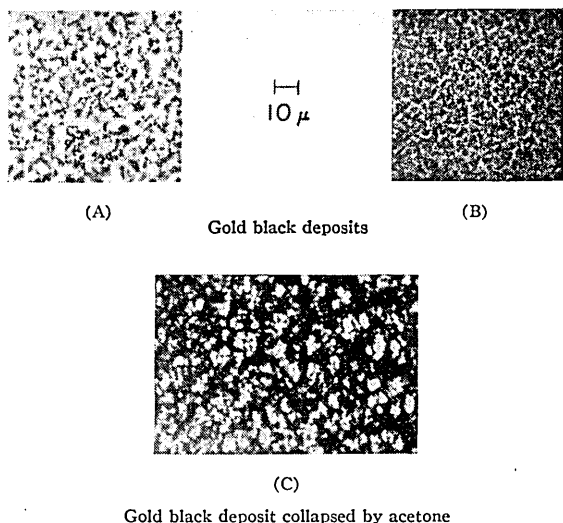 10 μ
(A)
(B)
Gold black deposits
(C)
Gold black deposit collapsed by acetone